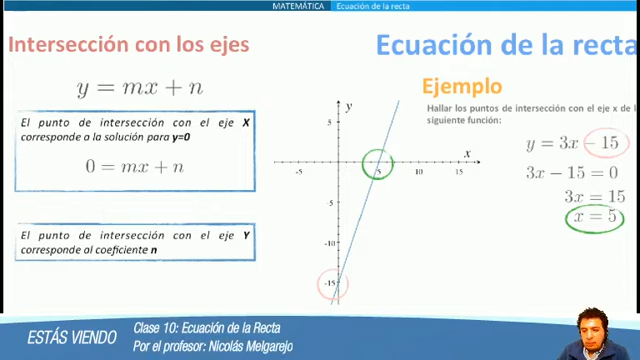 MATEMÁTICA
Ecuación de la recta
Intersección con los ejes
y = mx + n
El punto de intersección con el eje X
corresponde a la solución para y=0
0 = mx + n
El punto de intersección con el eje Y
corresponde al coeficiente n
Ecuación de la recta
Ejemplo
Hallar los puntos de intersección con el eje x de la
siguiente función:
y = 3x − 15
3x − 15 = 0
3x = 15
x = 5
y
x
5
-5
5
10
15
-5
-10
-15
ESTÁS VIENDO
Clase 10: Ecuación de la Recta
Por el profesor: Nicolás Melgarejo